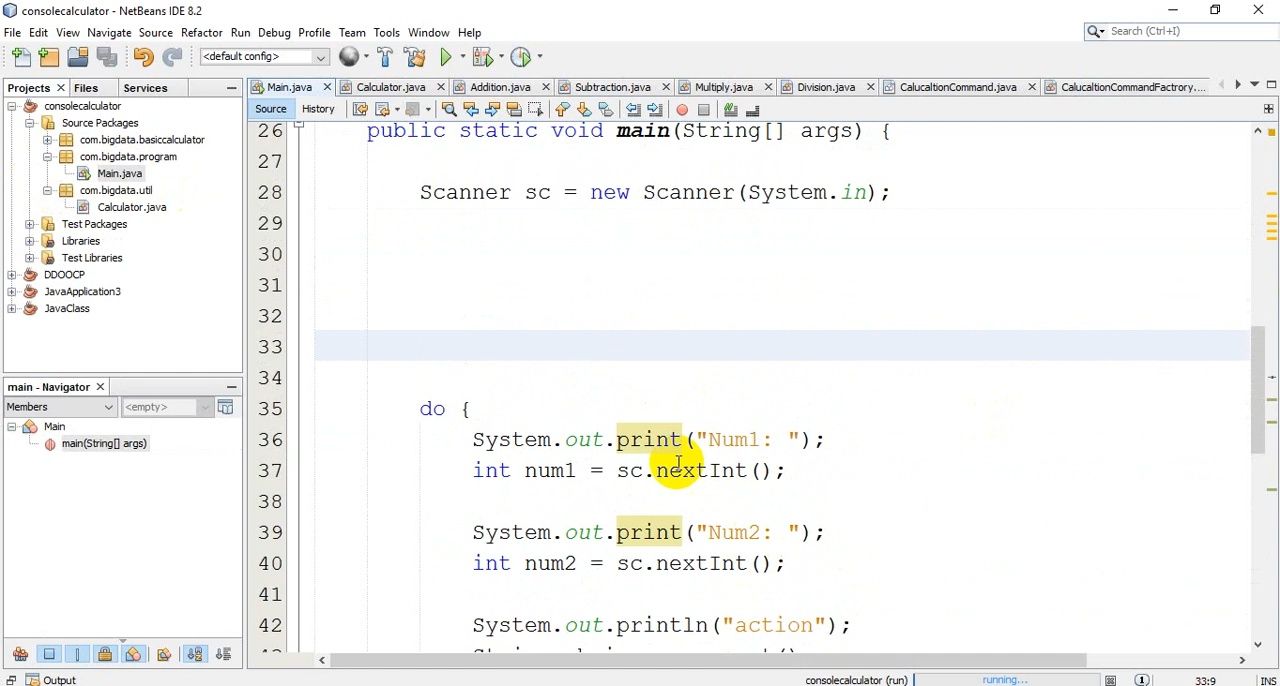 consolecalculator - NetBeans IDE 8.2
File Edit View Navigate Source Refactor Run Debug Profile Team Tools Window Help
Search (Ctrl+I)
<default config>
Projects Files Services
Main.java Calculator.java Addition.java Subtraction.java Multiply.java Division.java CalucaltionCommand.java CalucaltionCommandFactrory....
Source History
consolecalculator
Source Packages
com.bigdata.basiccalculator
com.bigdata.program
Main.java
com.bigdata.util
Calculator.java
Test Packages
Libraries
Test Libraries
DDOOCP
JavaApplication3
JavaClass
main - Navigator
Members <empty>
Main
main(String[] args)
26 public static void main(String[] args) {
27
28 Scanner sc = new Scanner(System.in);
29
30
31
32
33
34
35 do {
36 System.out.print("Num1: ");
37 int num1 = sc.nextInt();
38
39 System.out.print("Num2: ");
40 int num2 = sc.nextInt();
41
42 System.out.println("action");
Output
consolecalculator (run) running... 1 33:9 INS